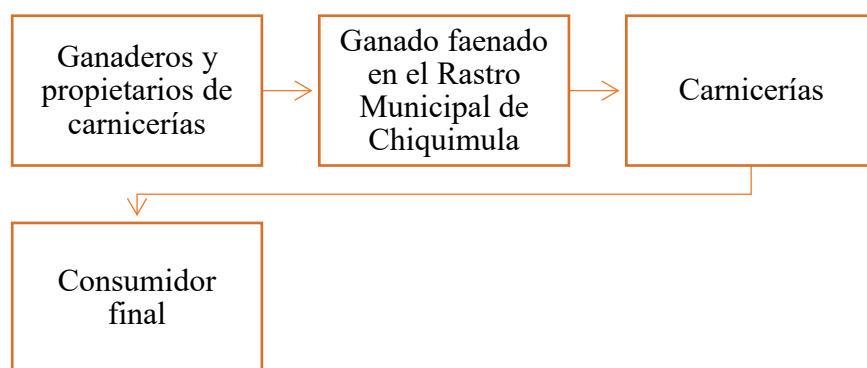 Ganaderos y
propietarios de
carnicerías
Ganado faenado
en el Rastro
Municipal de
Chiquimula
Carnicerías
Consumidor
final